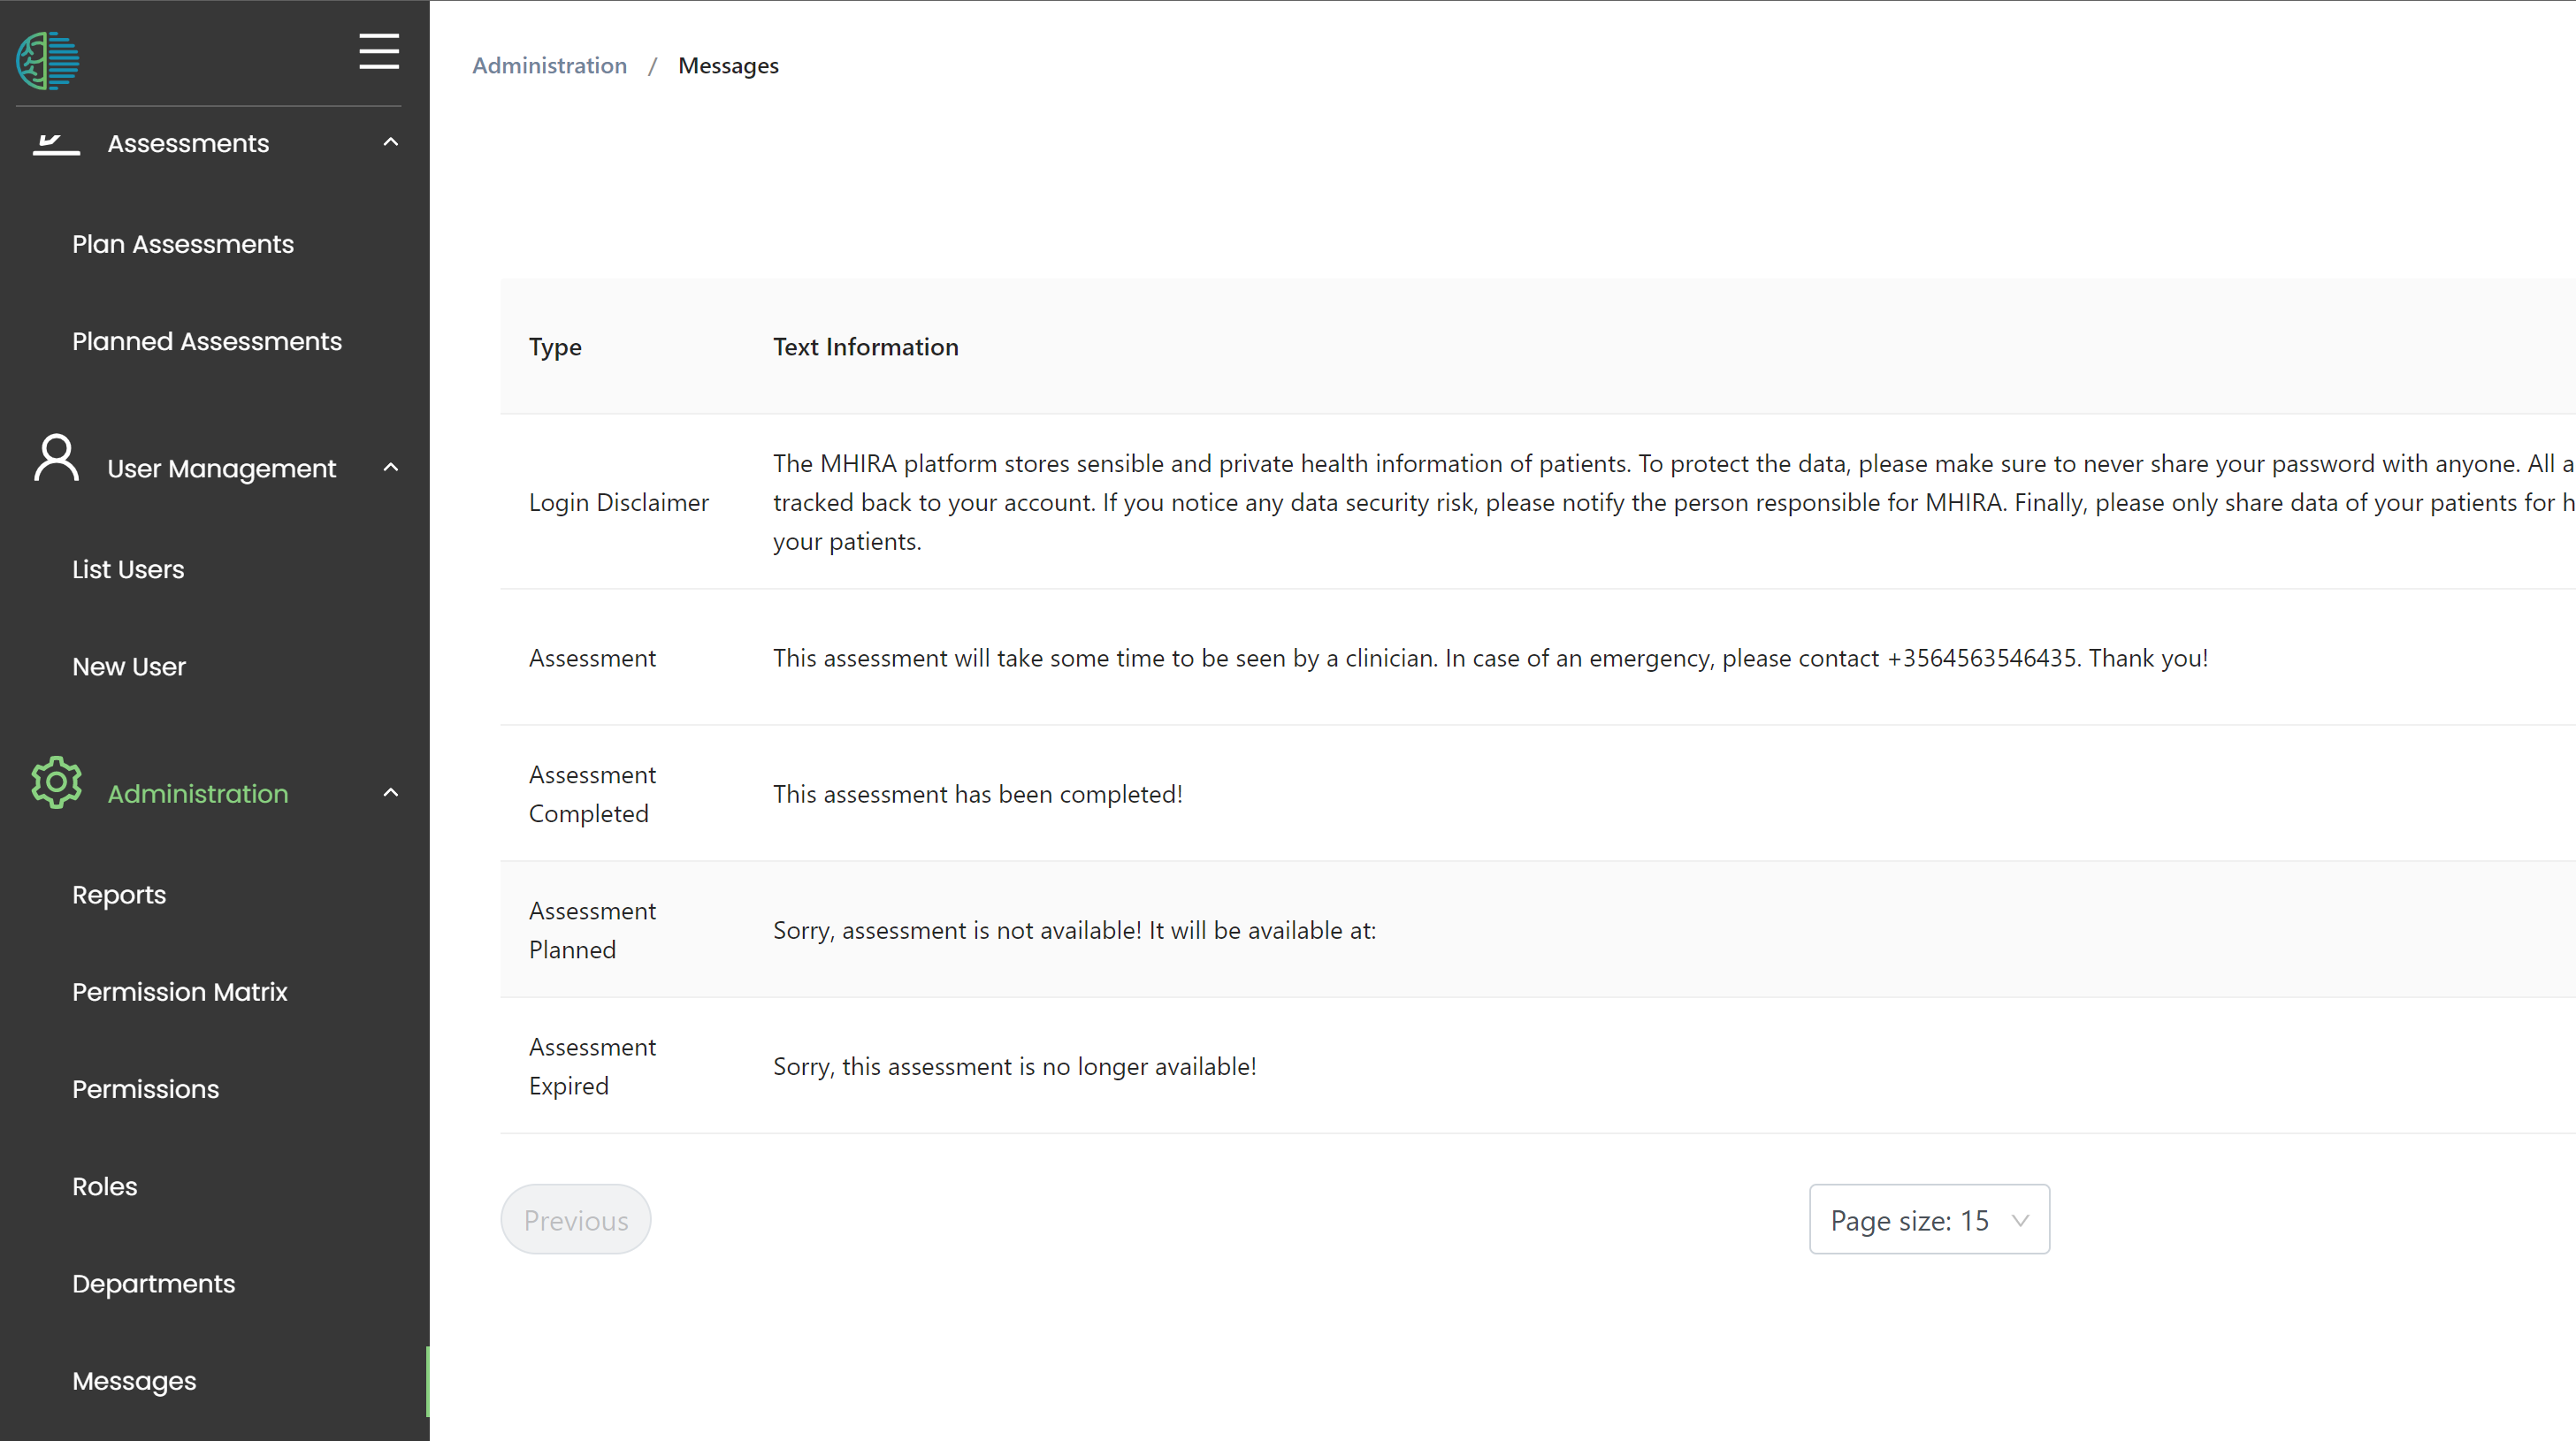 Assessments
Plan Assessments
Planned Assessments
User Management
List Users
New User
Administration
Reports
Permission Matrix
Permissions
Roles
Departments
Messages
Administration / Messages
Type Text Information
Login Disclaimer
The MHIRA platform stores sensible and private health information of patients. To protect the data, please make sure to never share your password with anyone. All
tracked back to your account. If you notice any data security risk, please notify the person responsible for MHIRA. Finally, please only share data of your patients for
your patients.
Assessment
This assessment will take some time to be seen by a clinician. In case of an emergency, please contact +3564563546435. Thank you!
Assessment
Completed
This assessment has been completed!
Assessment
Planned
Sorry, assessment is not available! It will be available at:
Assessment
Expired
Sorry, this assessment is no longer available!
Previous
Page size: 15